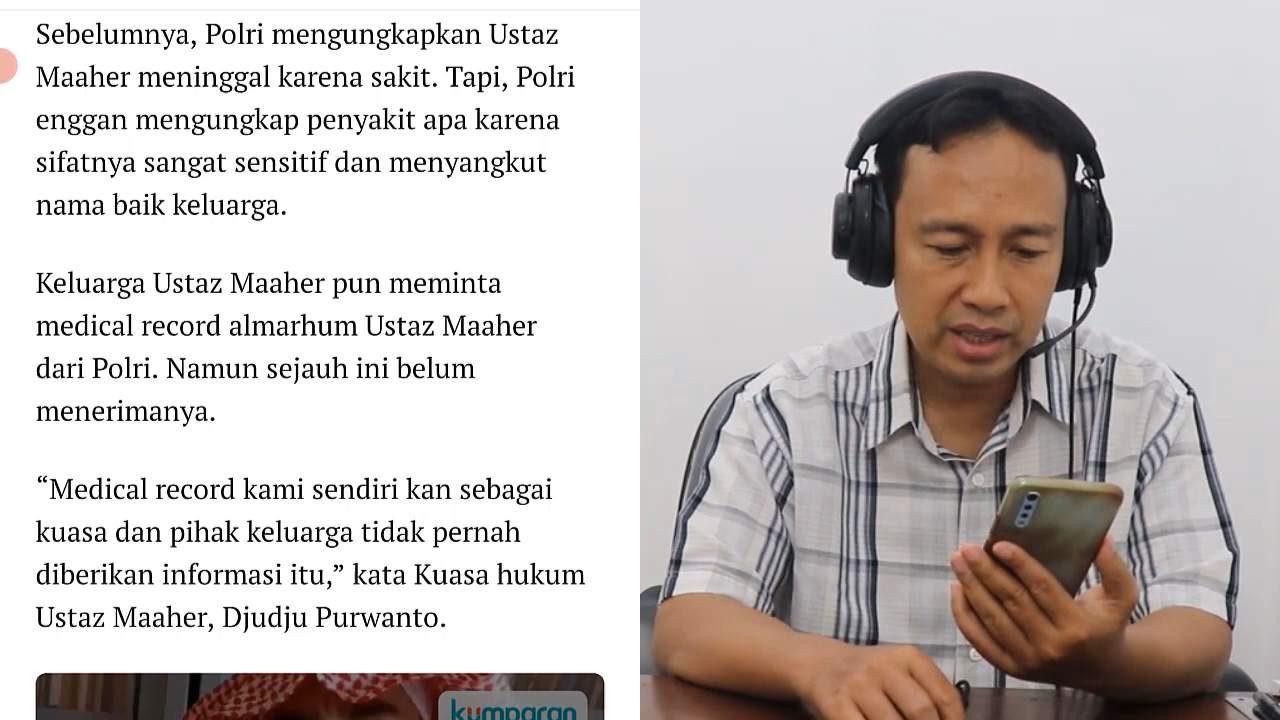 Sebelumnya, Polri mengungkapkan Ustaz
Maaher meninggal karena sakit. Tapi, Polri
enggan mengungkap penyakit apa karena
sifatnya sangat sensitif dan menyangkut
nama baik keluarga.
Keluarga Ustaz Maaher pun meminta
medical record almarhum Ustaz Maaher
dari Polri. Namun sejauh ini belum
menerimanya.
“Medical record kami sendiri kan sebagai
kuasa dan pihak keluarga tidak pernah
diberikan informasi itu,” kata Kuasa hukum
Ustaz Maaher, Djudju Purwanto.
kumparan